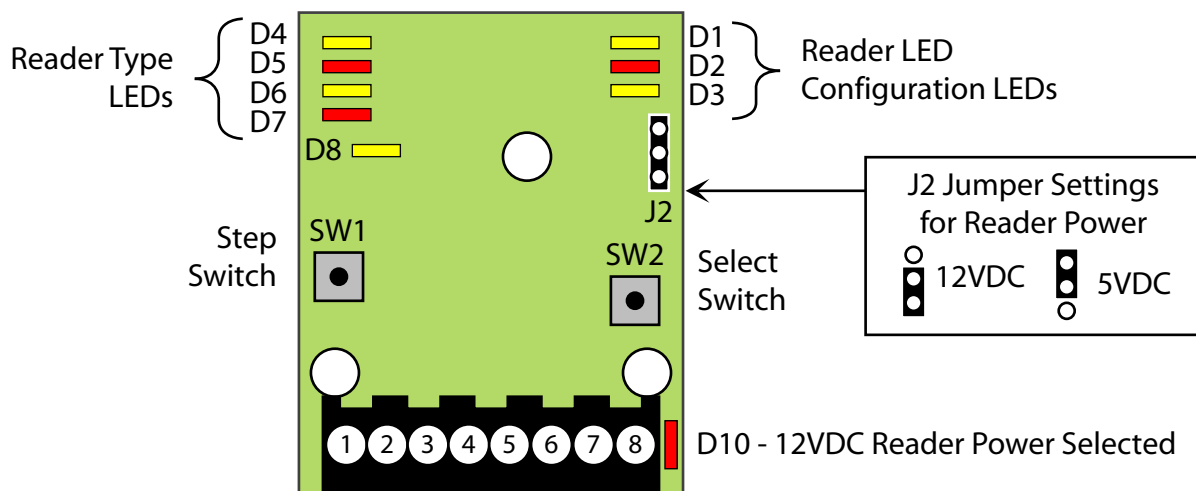 Reader Type
LEDs
D4
D5
D6
D7
D8
D1
D2
D3
Reader LED
Configuration LEDs
J2
J2 Jumper Settings
for Reader Power
12VDC
5VDC
Step
Switch
SW1
SW2
Select
Switch
1 2 3 4 5 6 7 8
D10 - 12VDC Reader Power Selected